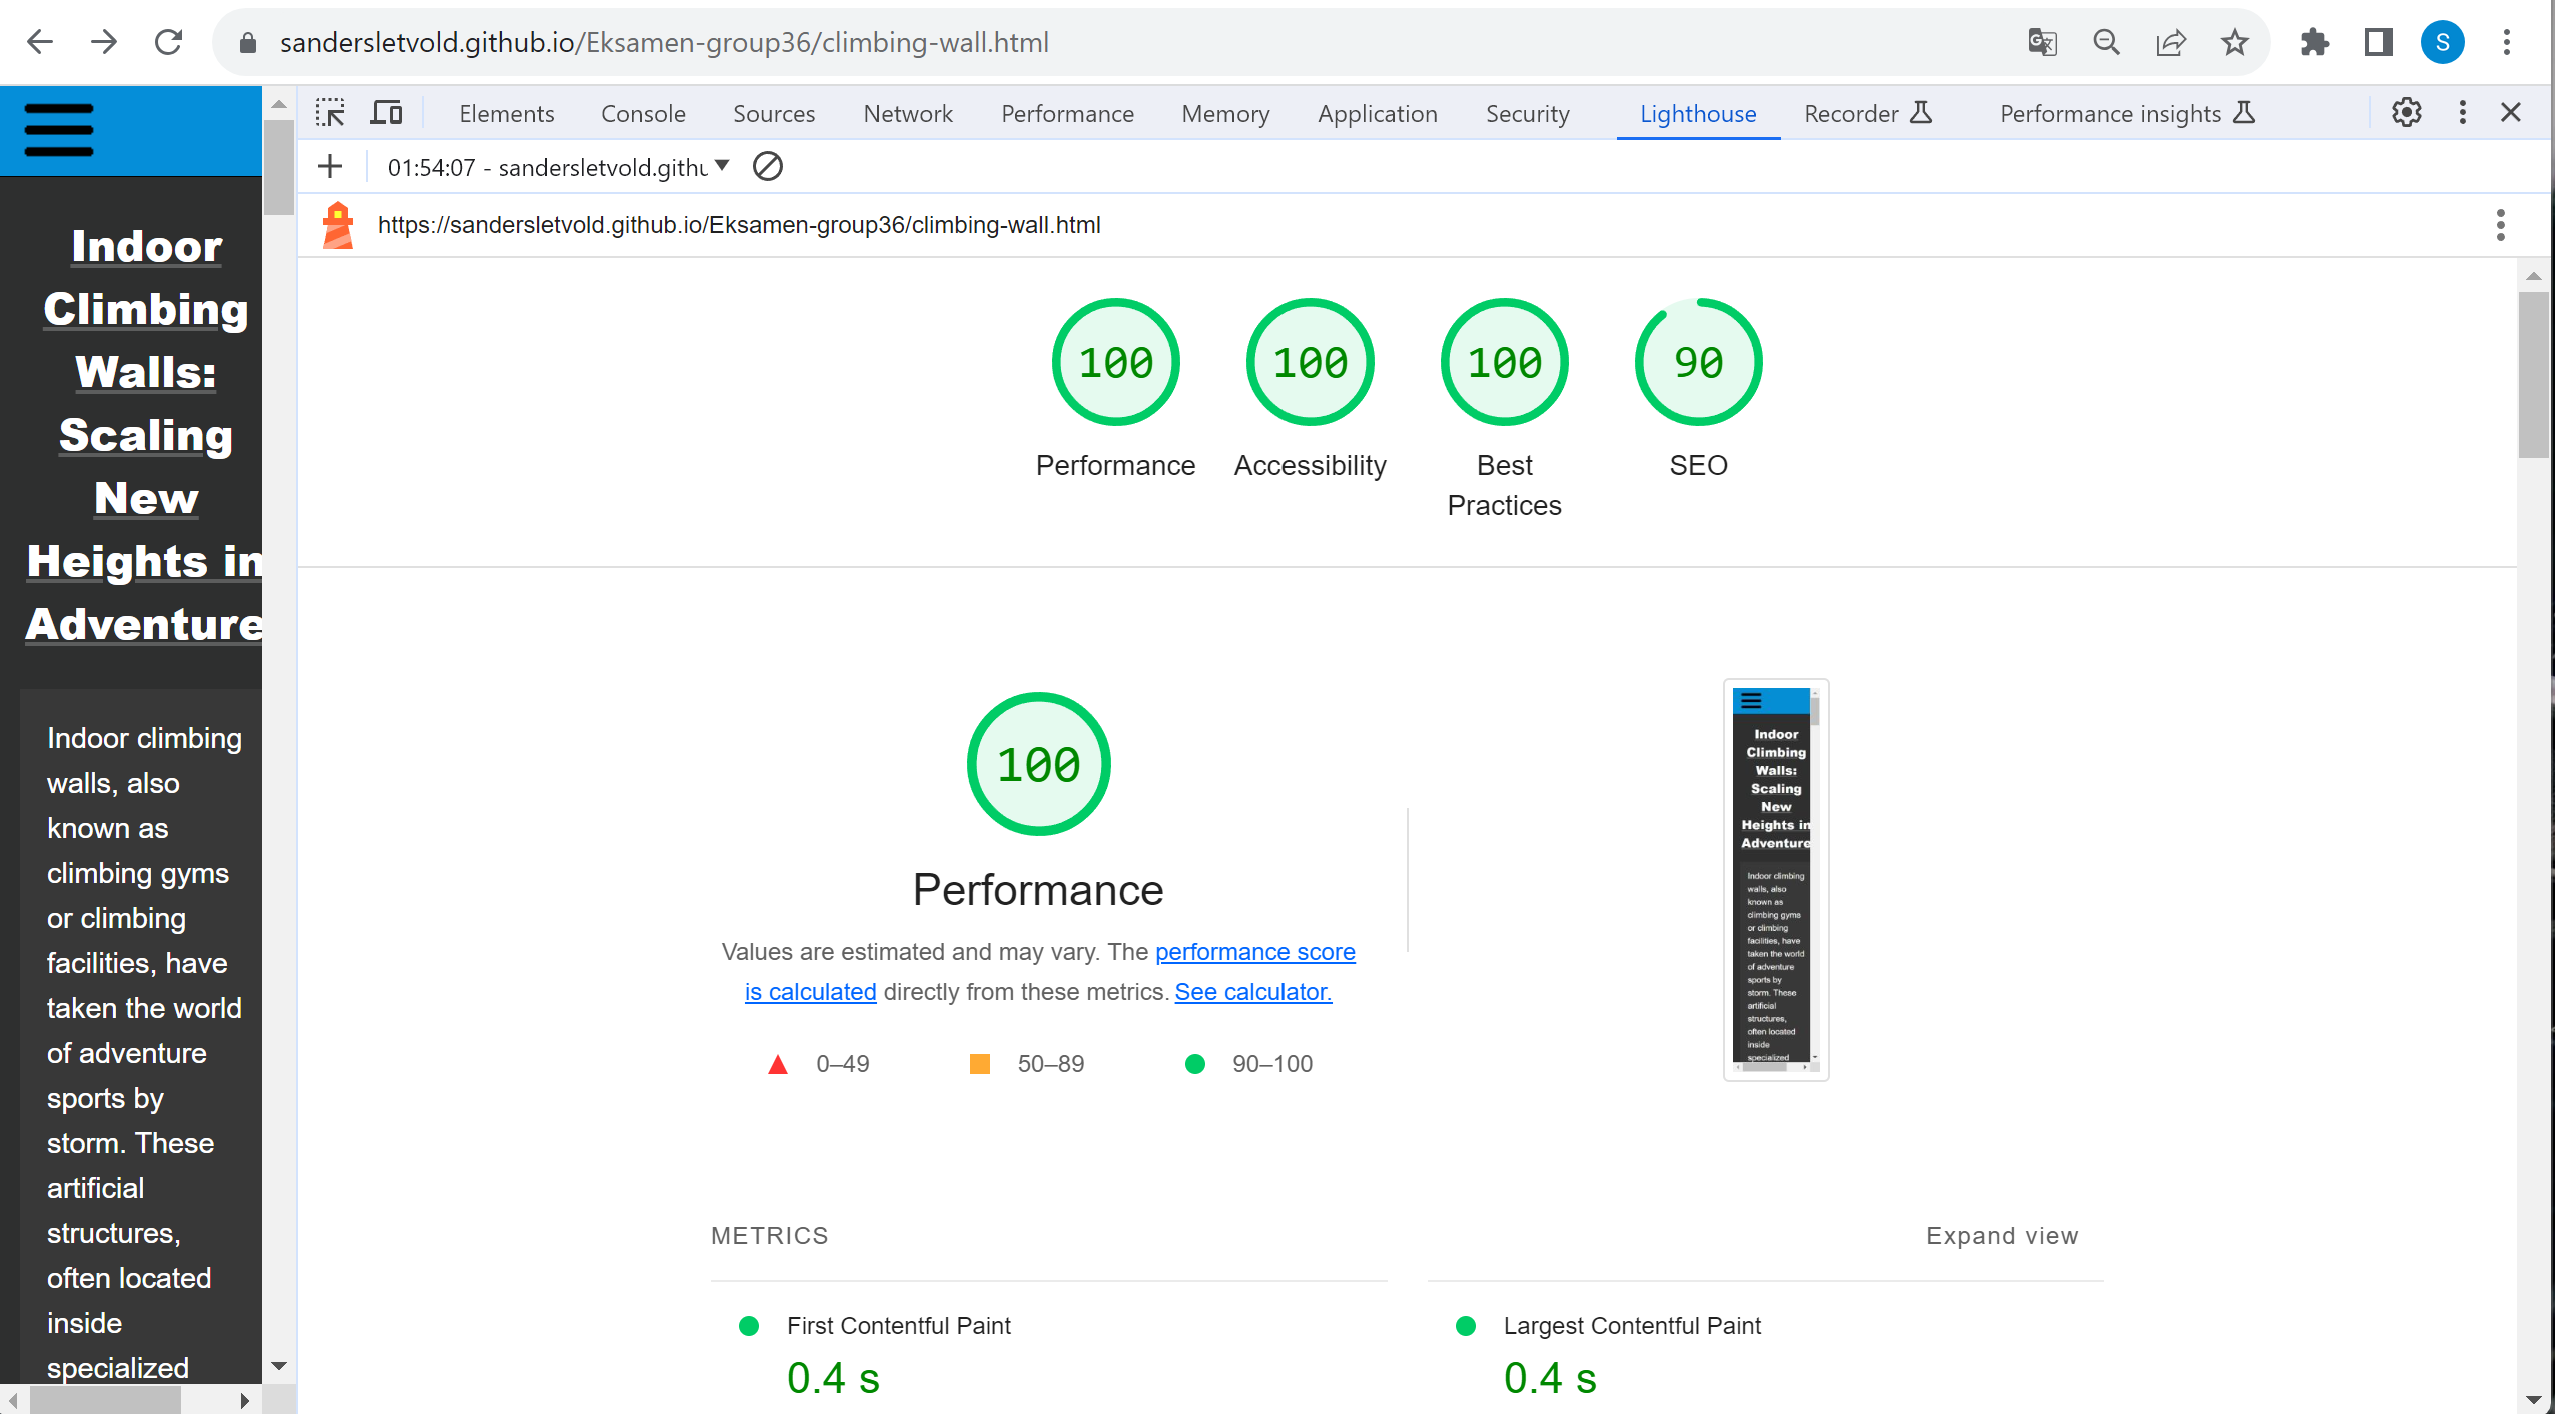 sandersletvold.github.io/Eksamen-group36/climbing-wall.html
S
Elements Console Sources Network Performance Memory Application Security Lighthouse Recorder Performance insights
01:54:07 - sandersletvold.githu
https://sandersletvold.github.io/Eksamen-group36/climbing-wall.html
Indoor
Climbing
Walls:
Scaling
New
Heights in
Adventure
Indoor climbing
walls, also
known as
climbing gyms
or climbing
facilities, have
taken the world
of adventure
sports by
storm. These
artificial
structures,
often located
inside
specialized
100 100 100 90
Performance Accessibility Best Practices SEO
100
Performance
Values are estimated and may vary. The performance score
is calculated directly from these metrics. See calculator.
0–49 50–89 90–100
Indoor
Climbing
Walls:
Scaling
New
Heights in
Adventure
Indoor climbing
walls, also
known as
climbing gyms
or climbing
facilities, have
taken the world
of adventure
sports by
storm. These
artificial
structures,
often located
inside
specialized
METRICS Expand view
First Contentful Paint
0.4 s
Largest Contentful Paint
0.4 s